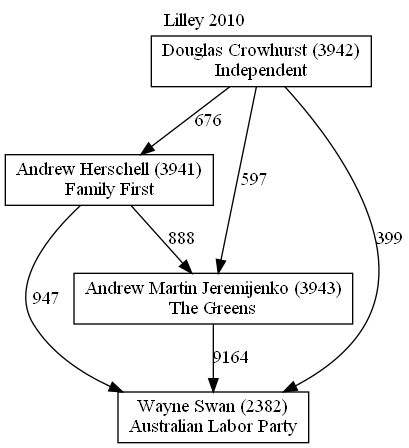 Lilley 2010
Douglas Crowhurst (3942)
Independent
676
Andrew Herschell (3941)
Family First
597
399
888
947
Andrew Martin Jeremijenko (3943)
The Greens
9164
Wayne Swan (2382)
Australian Labor Party